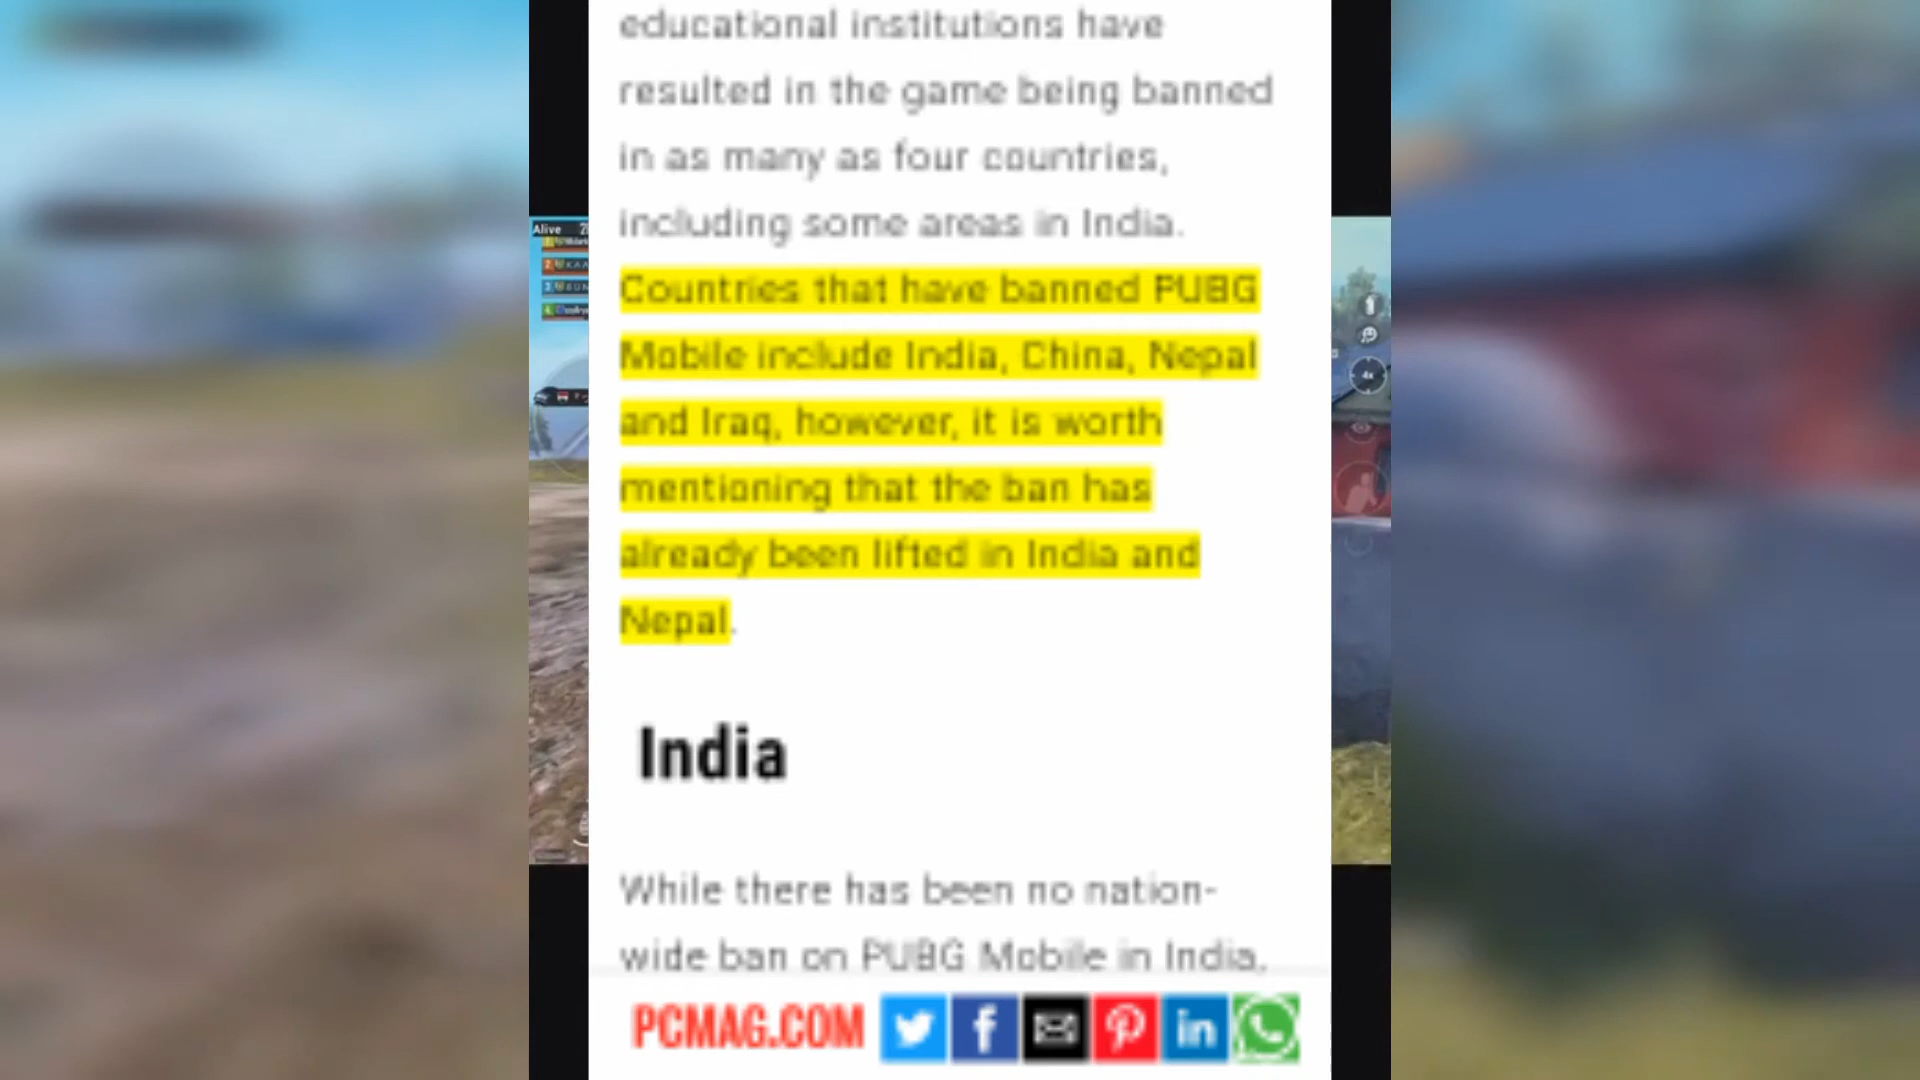 educational institutions have
resulted in the game being banned
in as many as four countries,
including some areas in India.
Countries that have banned PUBG
Mobile include India, China, Nepal
and Iraq, however, it is worth
mentioning that the ban has
already been lifted in India and
Nepal.
India
While there has been no nation-
wide ban on PUBG Mobile in India,
PCMAG.COM
Alive
4x